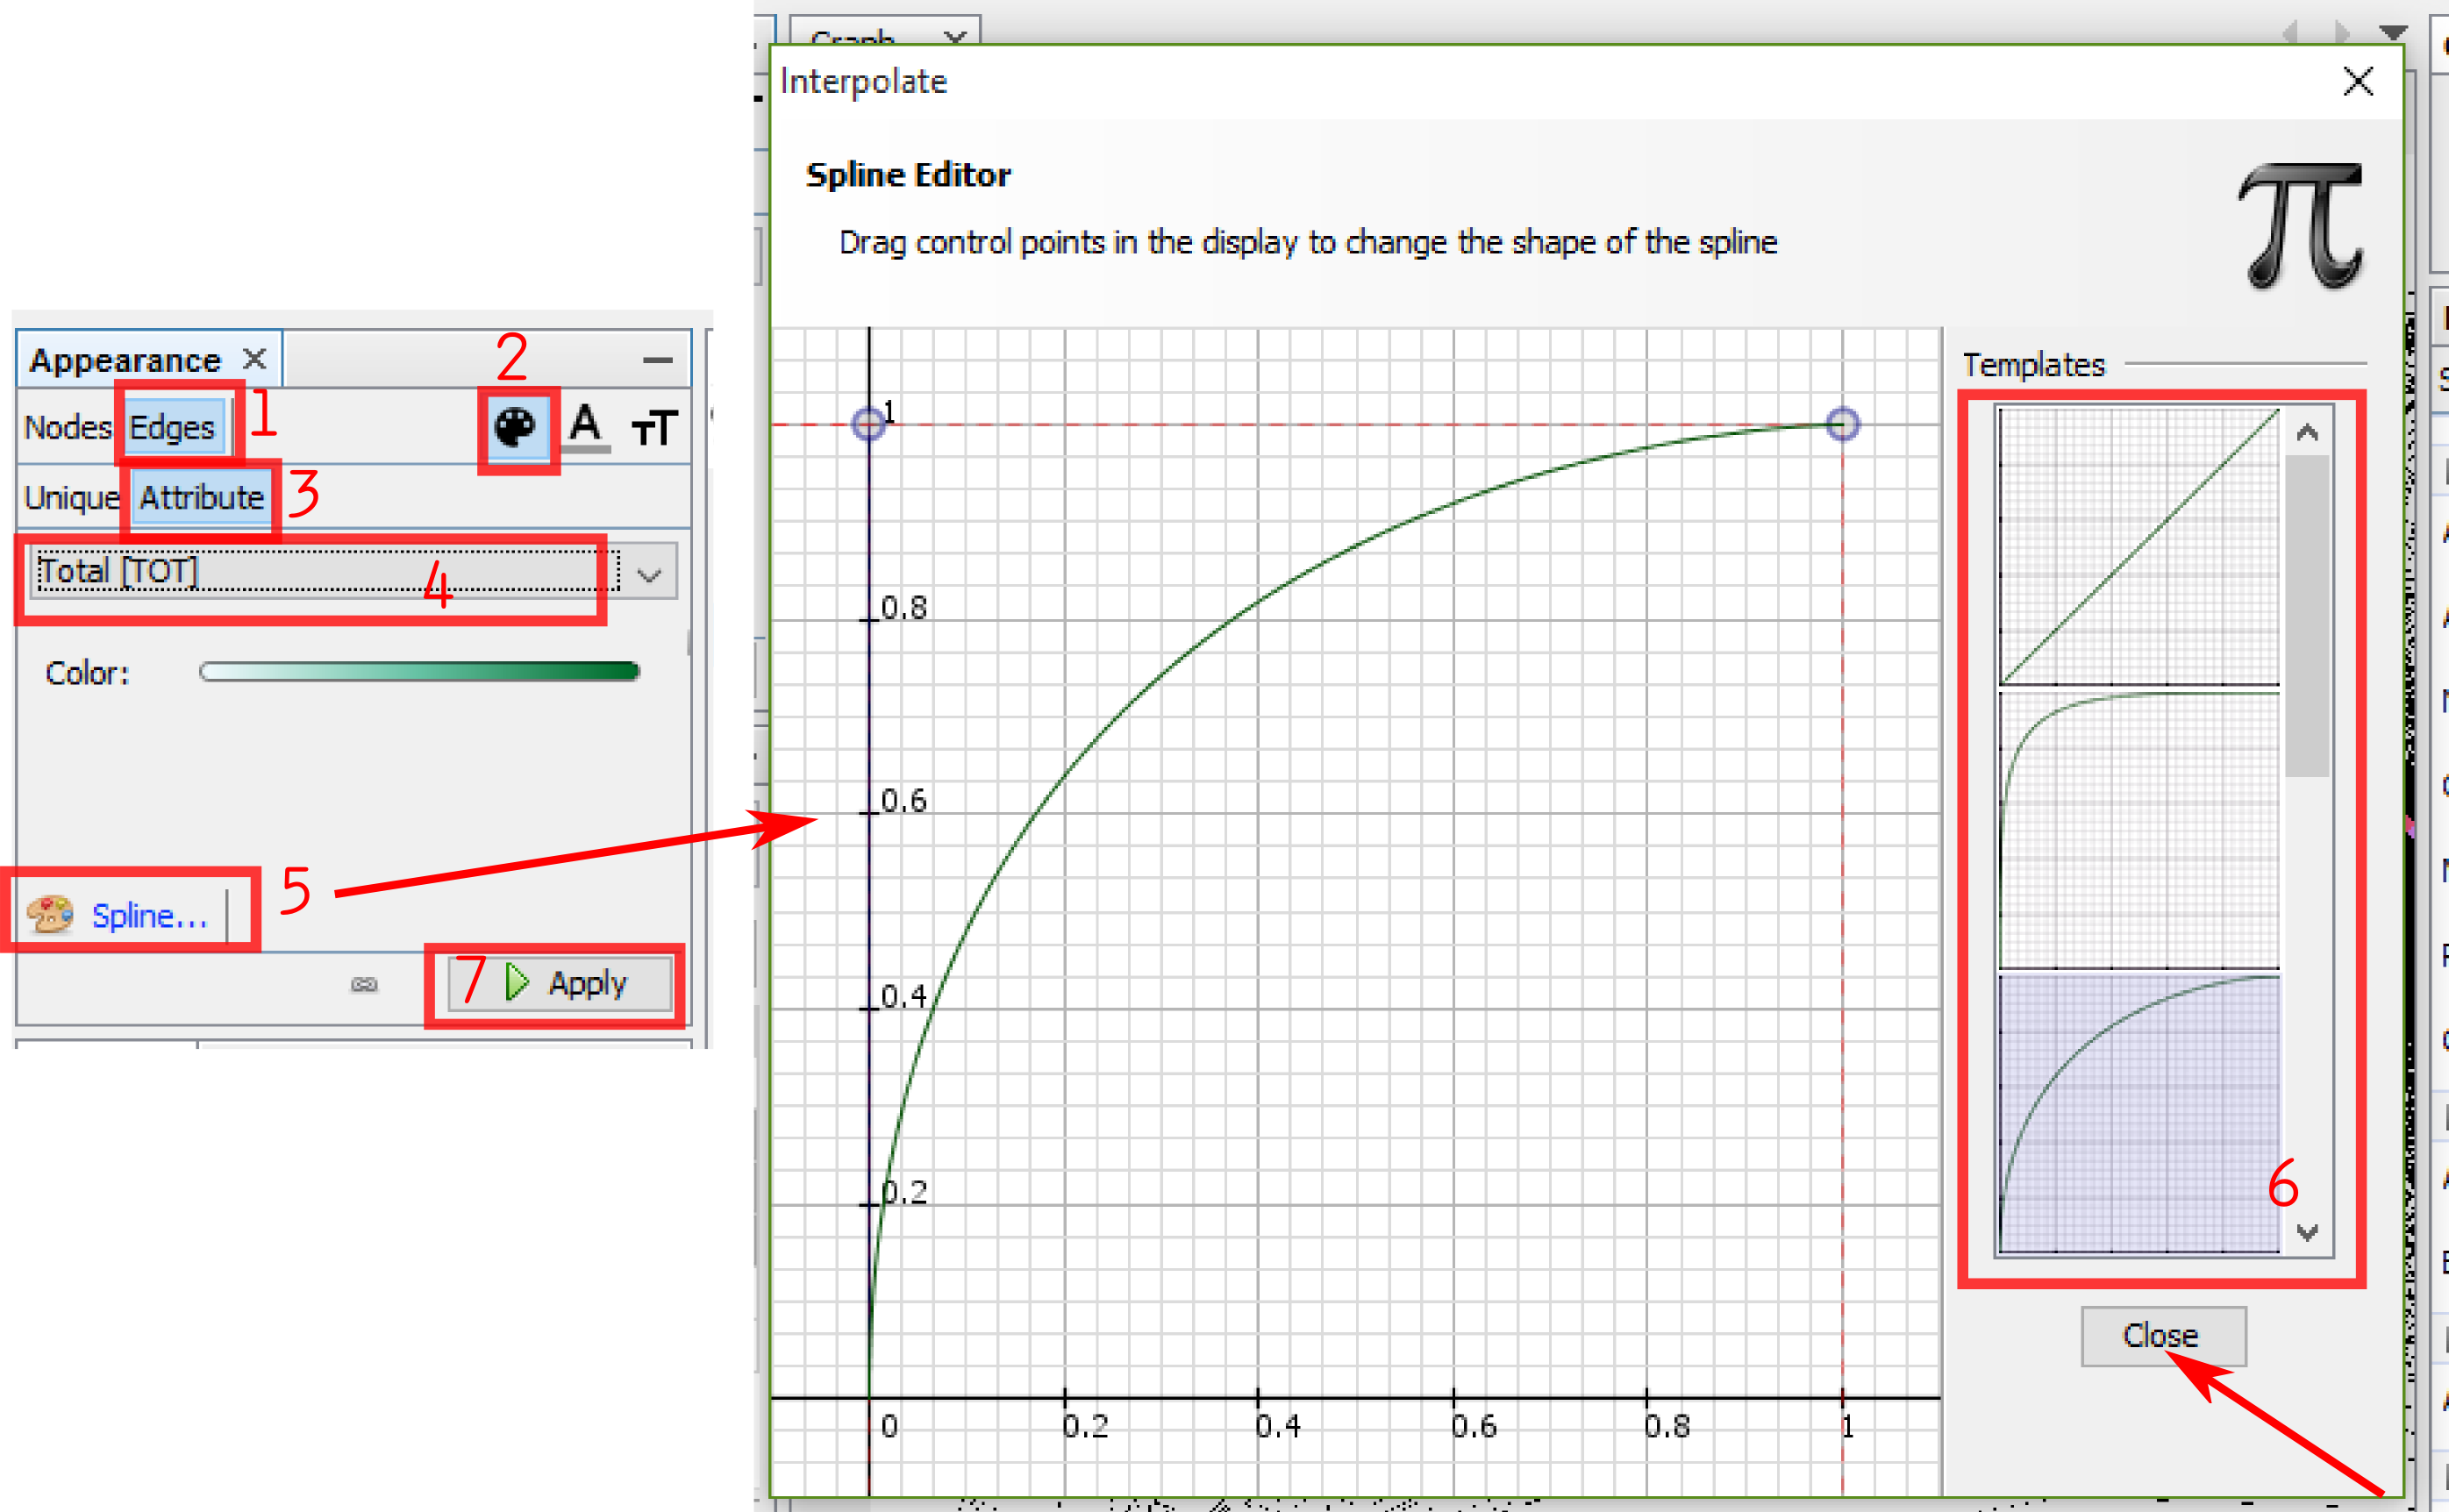 Graph
Interpolate
Spline Editor
Drag control points in the display to change the shape of the spline
Appearance
2
Nodes Edges 1 A TT
Unique Attribute 3
Total [TOT] 4
Color:
Spline... 5
7 Apply
1
0.8
0.6
0.4
0.2
0 0.2 0.4 0.6 0.8 1
Templates
6
Close